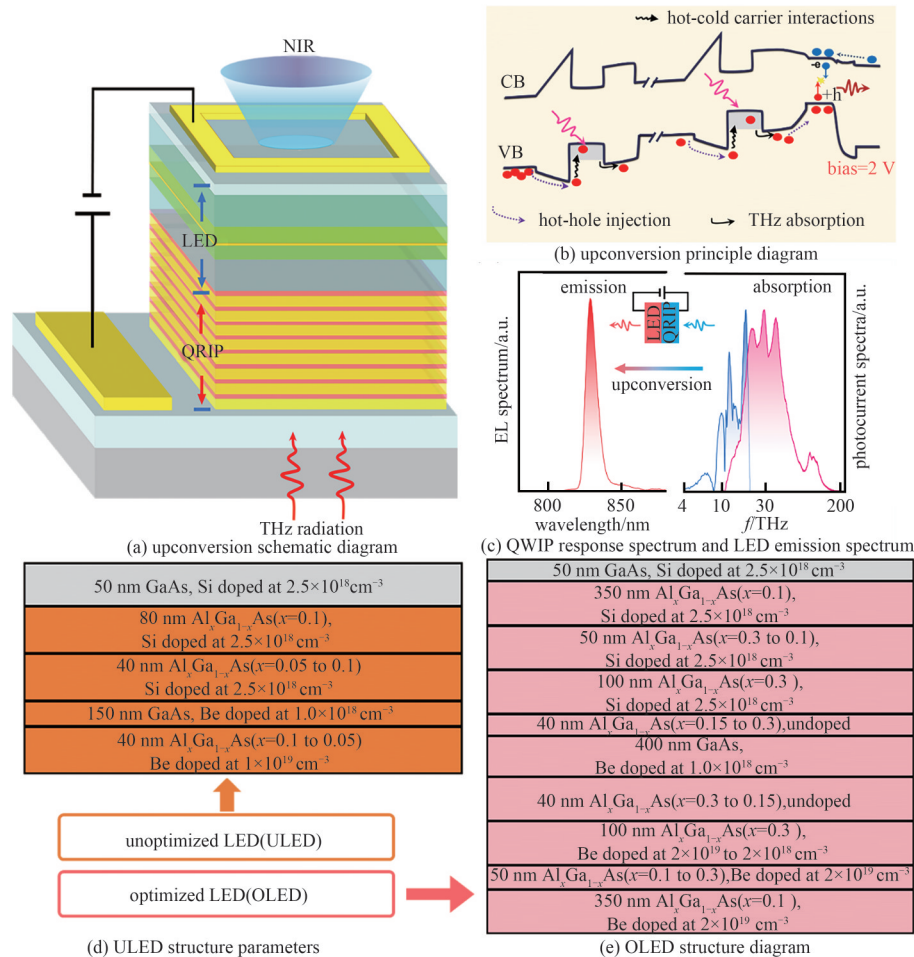 NIR
LED
QRIP
THz radiation
(a) upconversion schematic diagram
hot-cold carrier interactions
CB
-e
+h
VB
bias=2 V
hot-hole injection
THz absorption
(b) upconversion principle diagram
emission
absorption
LED
QRIP
upconversion
EL spectrum/a.u.
photocurrent spectra/a.u.
800
850
4
10
30
200
wavelength/nm
f/THz
(c) QWIP response spectrum and LED emission spectrum
50 nm GaAs, Si doped at 2.5×10¹⁸cm⁻³
80 nm AlₓGa₁₋ₓAs(x=0.1),
Si doped at 2.5×10¹⁸ cm⁻³
40 nm AlₓGa₁₋ₓAs(x=0.05 to 0.1)
Si doped at 2.5×10¹⁸ cm⁻³
150 nm GaAs, Be doped at 1.0×10¹⁸cm⁻³
40 nm AlₓGa₁₋ₓAs(x=0.1 to 0.05)
Be doped at 1×10¹⁹cm⁻³
unoptimized LED(ULED)
optimized LED(OLED)
(d) ULED structure parameters
50 nm GaAs, Si doped at 2.5×10¹⁸cm⁻³
350 nm AlₓGa₁₋ₓAs(x=0.1),
Si doped at 2.5×10¹⁸ cm⁻³
50 nm AlₓGa₁₋ₓAs(x=0.3 to 0.1),
Si doped at 2.5×10¹⁸ cm⁻³
100 nm AlₓGa₁₋ₓAs(x=0.3 ),
Si doped at 2.5×10¹⁸ cm⁻³
40 nm AlₓGa₁₋ₓAs(x=0.15 to 0.3),undoped
400 nm GaAs,
Be doped at 1.0×10¹⁸ cm⁻³
40 nm AlₓGa₁₋ₓAs(x=0.3 to 0.15),undoped
100 nm AlₓGa₁₋ₓAs(x=0.3 ),
Be doped at 2×10¹⁹ to 2×10¹⁸ cm⁻³
50 nm AlₓGa₁₋ₓAs(x=0.1 to 0.3),Be doped at 2×10¹⁹ cm⁻³
350 nm AlₓGa₁₋ₓAs(x=0.1 ),
Be doped at 2×10¹⁹ cm⁻³
(e) OLED structure diagram